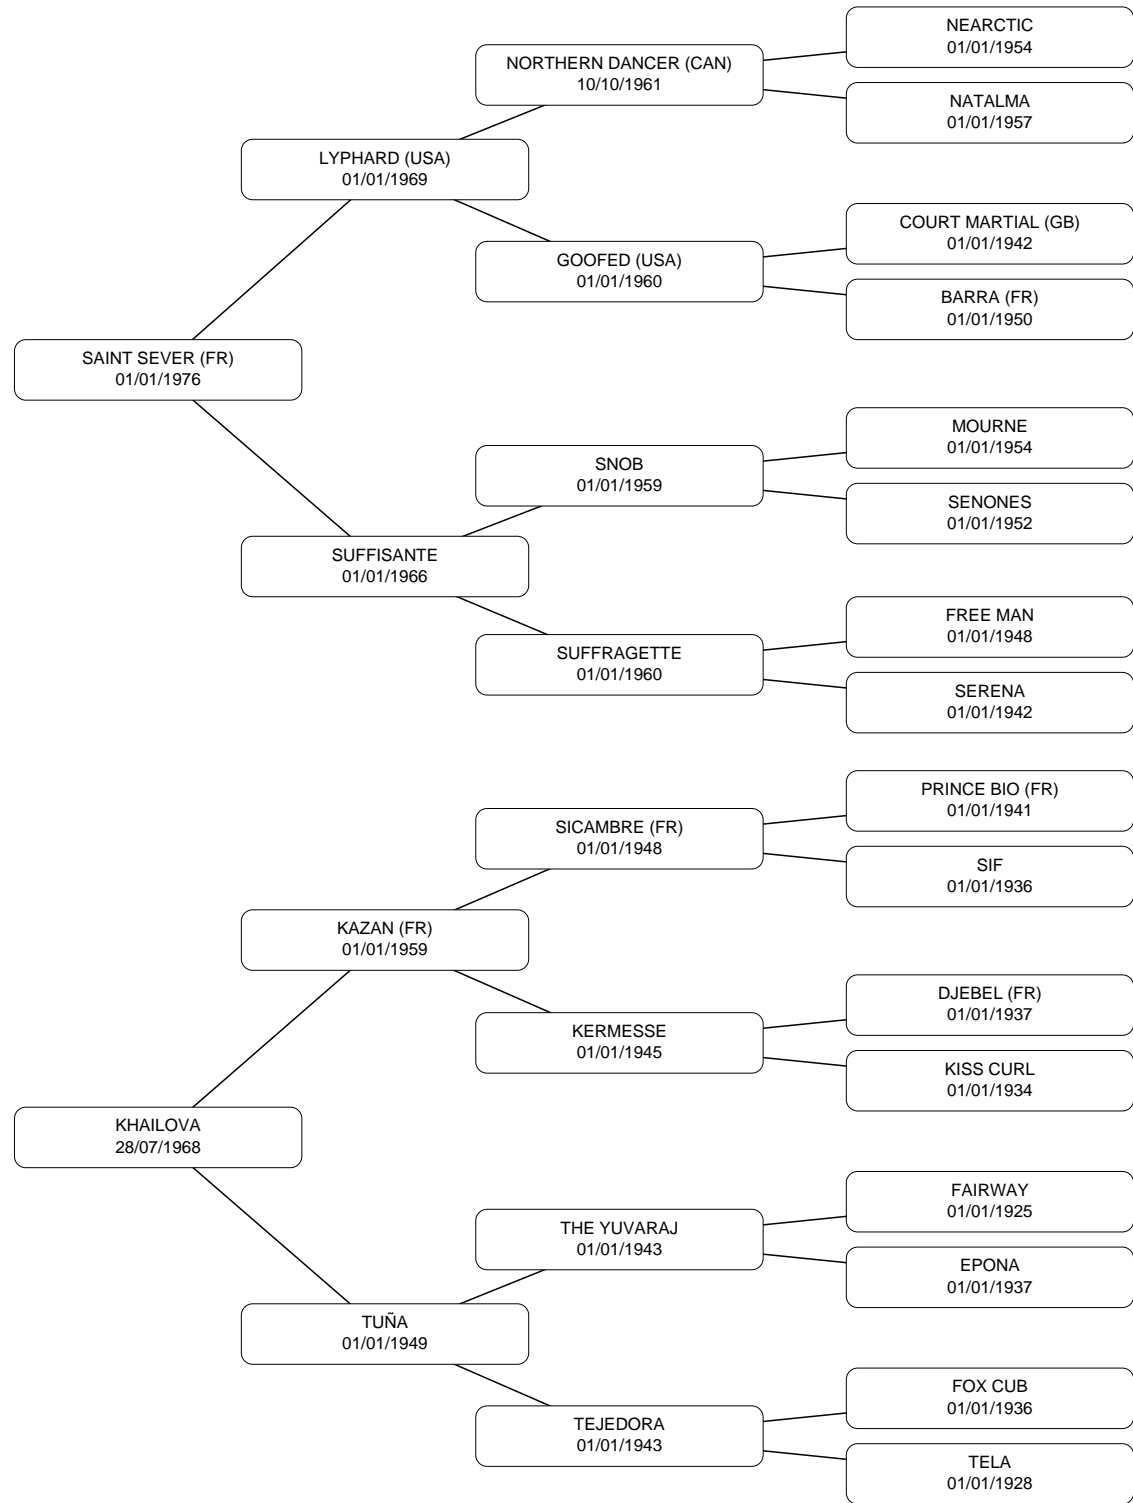 NEARCTIC
01/01/1954
NORTHERN DANCER (CAN)
10/10/1961
NATALMA
01/01/1957
LYPHARD (USA)
01/01/1969
COURT MARTIAL (GB)
01/01/1942
GOOFED (USA)
01/01/1960
BARRA (FR)
01/01/1950
SAINT SEVER (FR)
01/01/1976
MOURNE
01/01/1954
SNOB
01/01/1959
SENONES
01/01/1952
SUFFISANTE
01/01/1966
FREE MAN
01/01/1948
SUFFRAGETTE
01/01/1960
SERENA
01/01/1942
PRINCE BIO (FR)
01/01/1941
SICAMBRE (FR)
01/01/1948
SIF
01/01/1936
KAZAN (FR)
01/01/1959
DJEBEL (FR)
01/01/1937
KERMESSE
01/01/1945
KISS CURL
01/01/1934
KHAILOVA
28/07/1968
FAIRWAY
01/01/1925
THE YUVARAJ
01/01/1943
EPONA
01/01/1937
TUÑA
01/01/1949
FOX CUB
01/01/1936
TEJEDORA
01/01/1943
TELA
01/01/1928